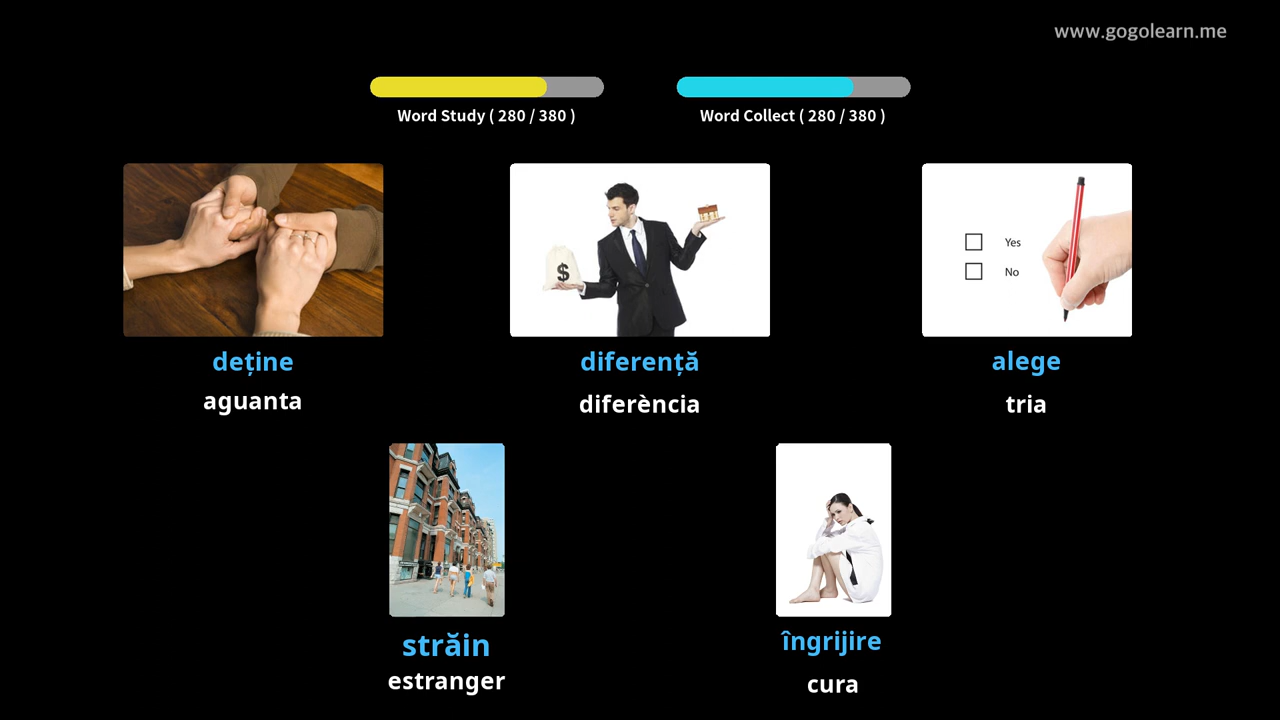 www.gogolearn.me
Word Study ( 280 / 380 )
Word Collect ( 280 / 380 )
$
Yes
No
deține
diferență
alege
aguanta
diferència
tria
străin
îngrijire
estranger
cura